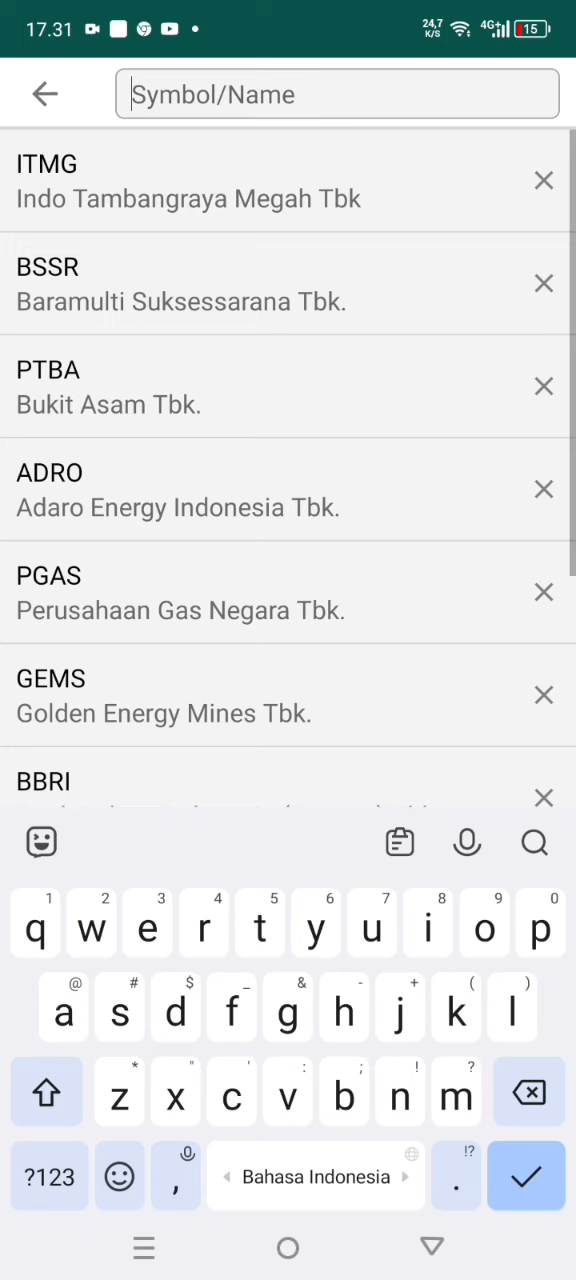 17.31
24,7
K/S
4G+
15
Symbol/Name
ITMG
Indo Tambangraya Megah Tbk
BSSR
Baramulti Suksessarana Tbk.
PTBA
Bukit Asam Tbk.
ADRO
Adaro Energy Indonesia Tbk.
PGAS
Perusahaan Gas Negara Tbk.
GEMS
Golden Energy Mines Tbk.
BBRI
1 2 3 4 5 6 7 8 9 0
q w e r t y u i o p
@ # $ _ & - + ( )
a s d f g h j k l
* " ' : ; ! ?
z x c v b n m
!?
?123 , Bahasa Indonesia .